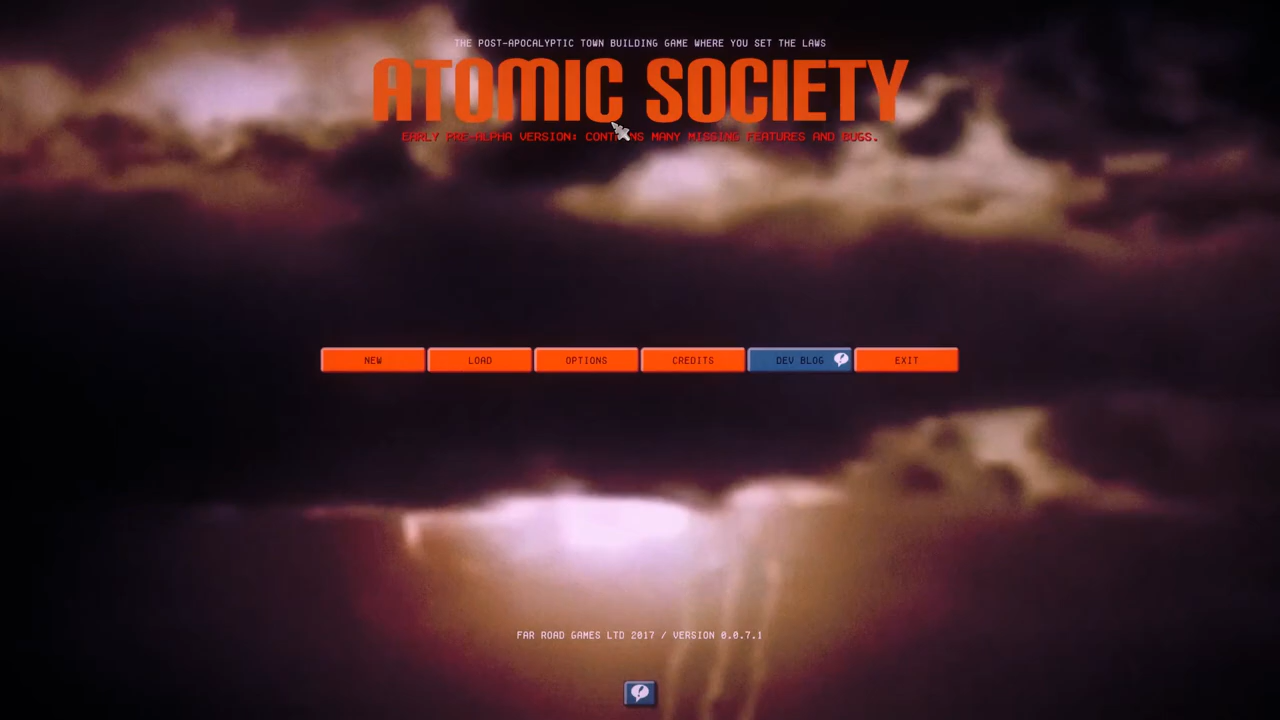 THE POST-APOCALYPTIC TOWN BUILDING GAME WHERE YOU SET THE LAWS
ATOMIC SOCIETY
EARLY PRE-ALPHA VERSION: CONTAINS MANY MISSING FEATURES AND BUGS.
NEW
LOAD
OPTIONS
CREDITS
DEV BLOG
EXIT
FAR ROAD GAMES LTD 2017 / VERSION 0.0.7.1